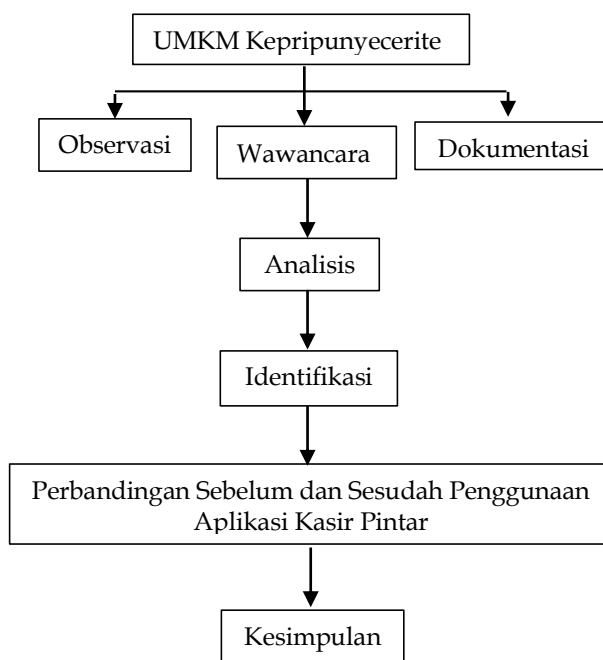 UMKM Kepripunyecerite
Observasi
Wawancara
Dokumentasi
Analisis
Identifikasi
Perbandingan Sebelum dan Sesudah Penggunaan
Aplikasi Kasir Pintar
Kesimpulan